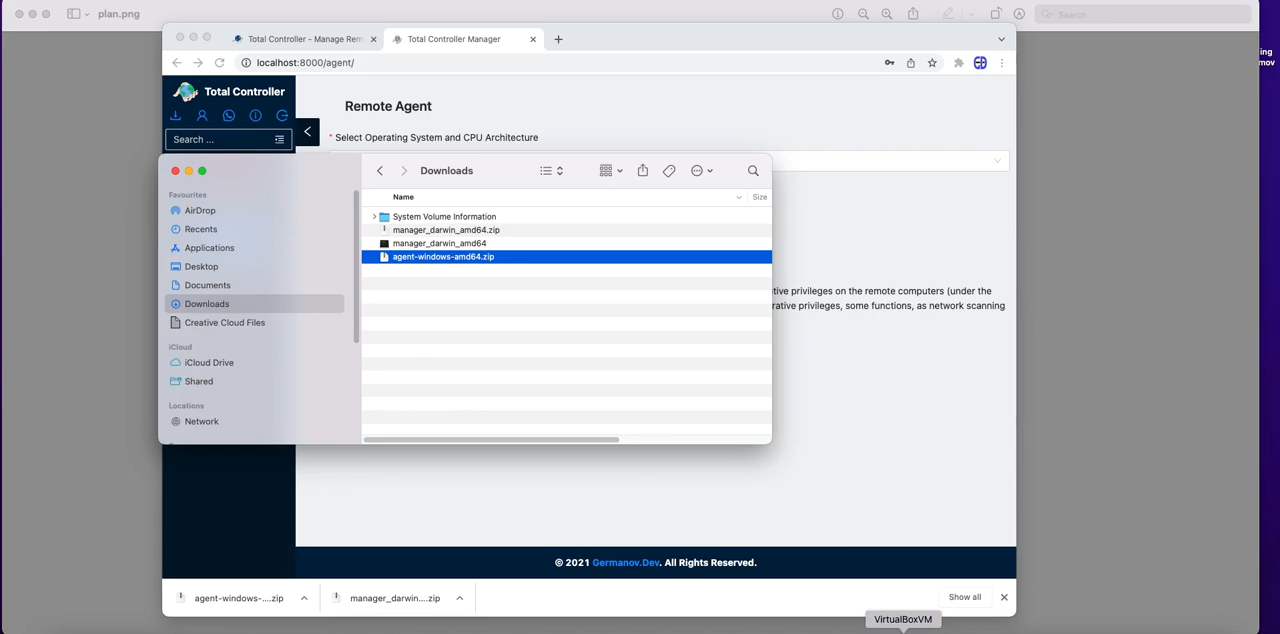 plan.png
Search
ing
mov
Total Controller - Manage Rem
Total Controller Manager
localhost:8000/agent/
Total Controller
Search ...
Remote Agent
* Select Operating System and CPU Architecture
Favourites
AirDrop
Recents
Applications
Desktop
Documents
Downloads
Creative Cloud Files
iCloud
iCloud Drive
Shared
Locations
Network
Downloads
Name
Size
System Volume Information
manager_darwin_amd64.zip
manager_darwin_amd64
agent-windows-amd64.zip
tive privileges on the remote computers (under the
rative privileges, some functions, as network scanning
© 2021 Germanov.Dev. All Rights Reserved.
agent-windows-....zip
manager_darwin....zip
Show all
VirtualBoxVM